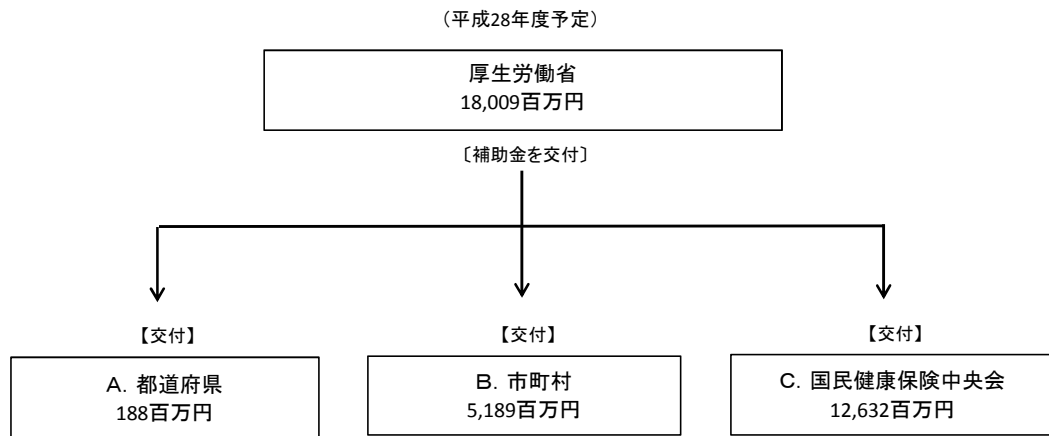 （平成28年度予定）
厚生労働省
18,009百万円
〔補助金を交付〕
【交付】
【交付】
【交付】
A. 都道府県
188百万円
B. 市町村
5,189百万円
C. 国民健康保険中央会
12,632百万円